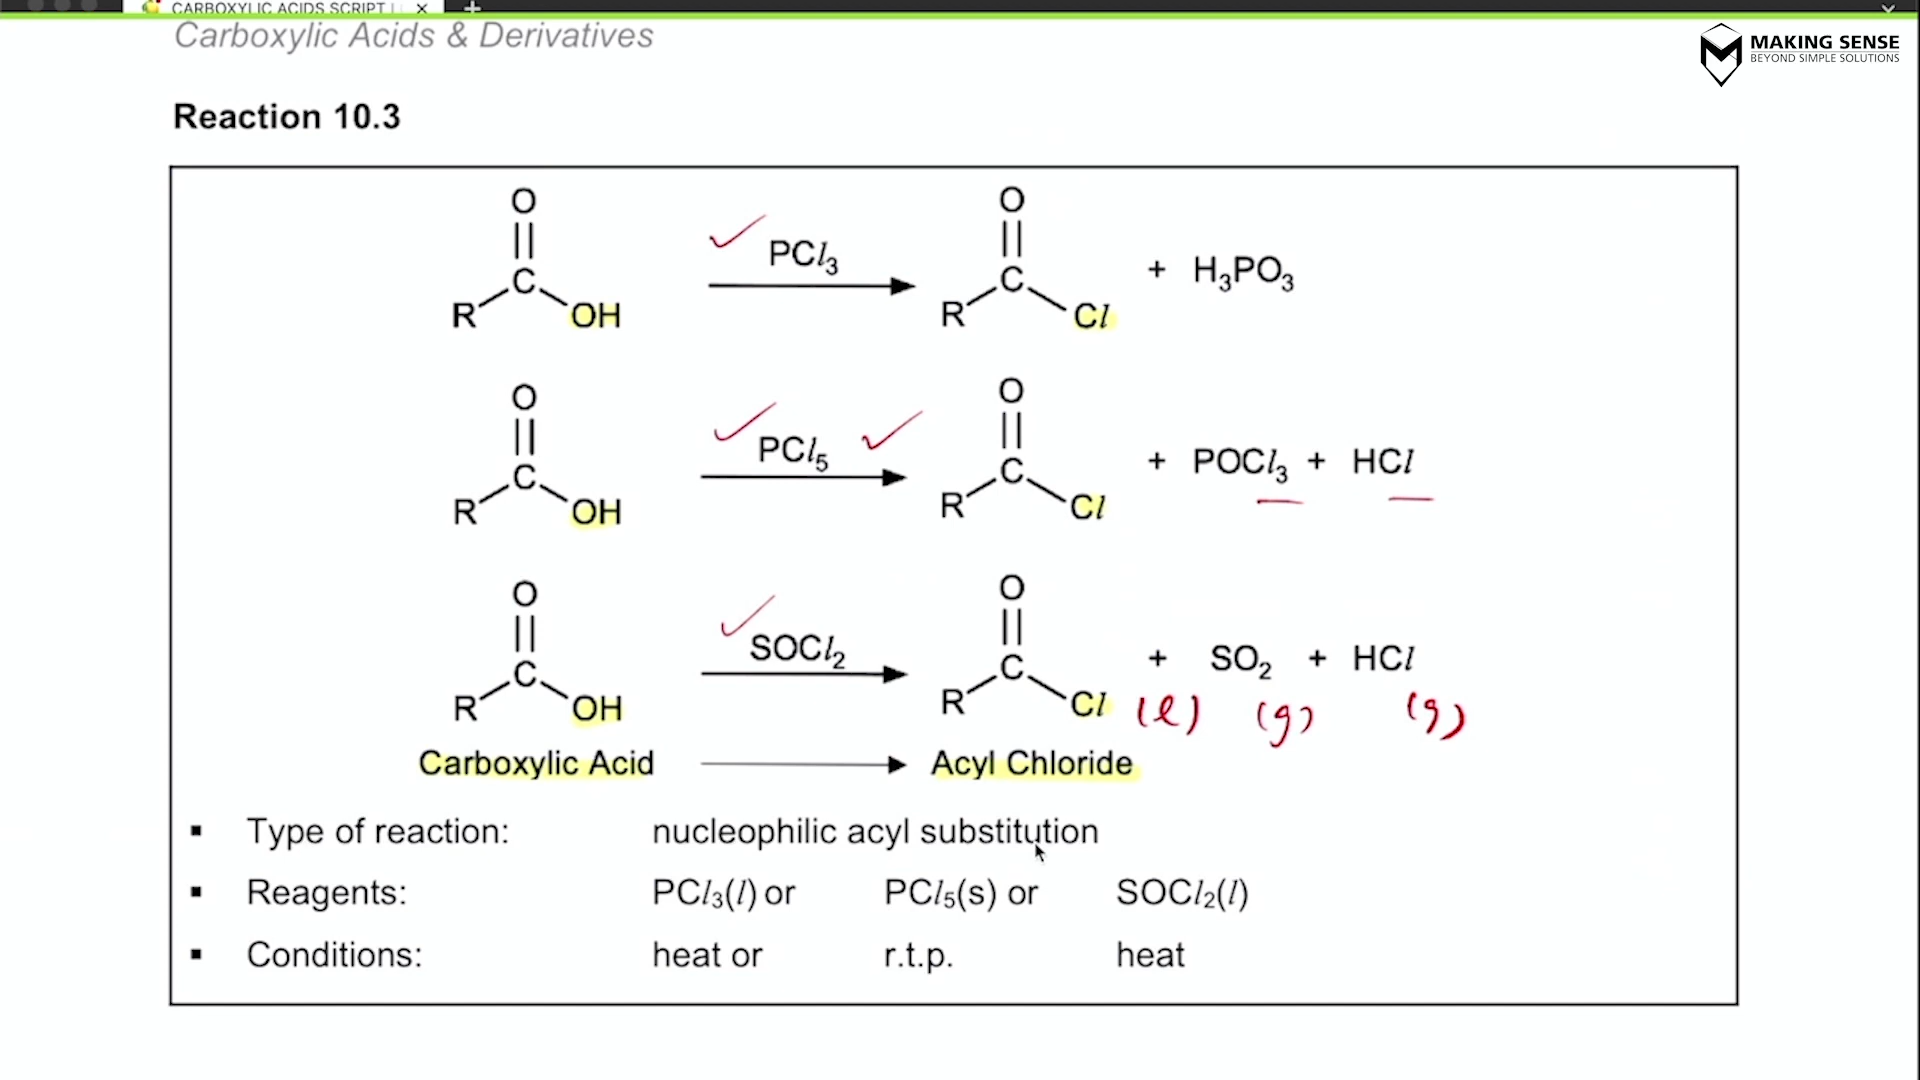 CARBOXYLIC ACIDS SCRIPT
Carboxylic Acids & Derivatives
MAKING SENSE
BEYOND SIMPLE SOLUTIONS
Reaction 10.3
O
||
C
R
OH
PCl3
O
||
C
R
Cl
+ H3PO3
O
||
C
R
OH
PCl5
O
||
C
R
Cl
+ POCl3 + HCl
O
||
C
R
OH
SOCl2
O
||
C
R
Cl
+ SO2 + HCl
(l) (g) (g)
Carboxylic Acid Acyl Chloride
▪ Type of reaction: nucleophilic acyl substitution
▪ Reagents: PCl3(l) or PCl5(s) or SOCl2(l)
▪ Conditions: heat or r.t.p. heat